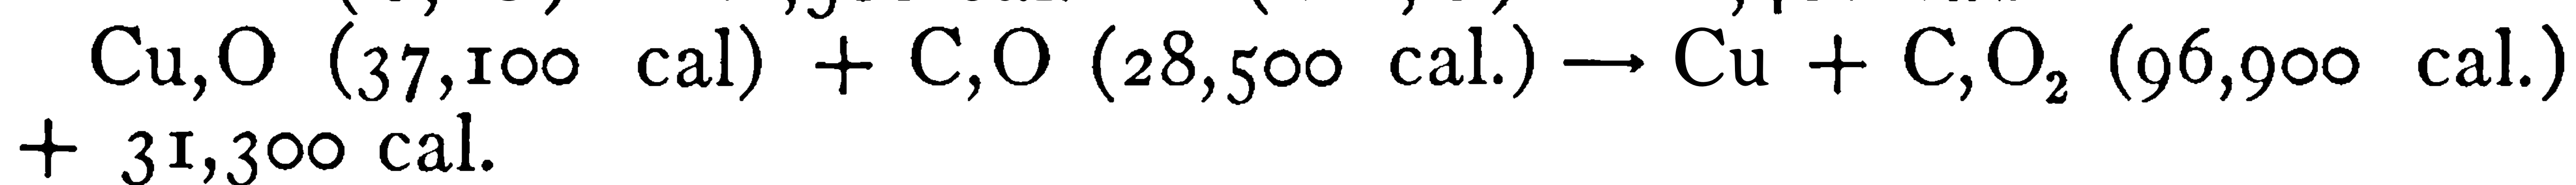 Cu,O (37,100 cal) + C,O (28,500 cal.) → Cu + C,O₂ (96,900 cal.)
+ 31,300 cal.